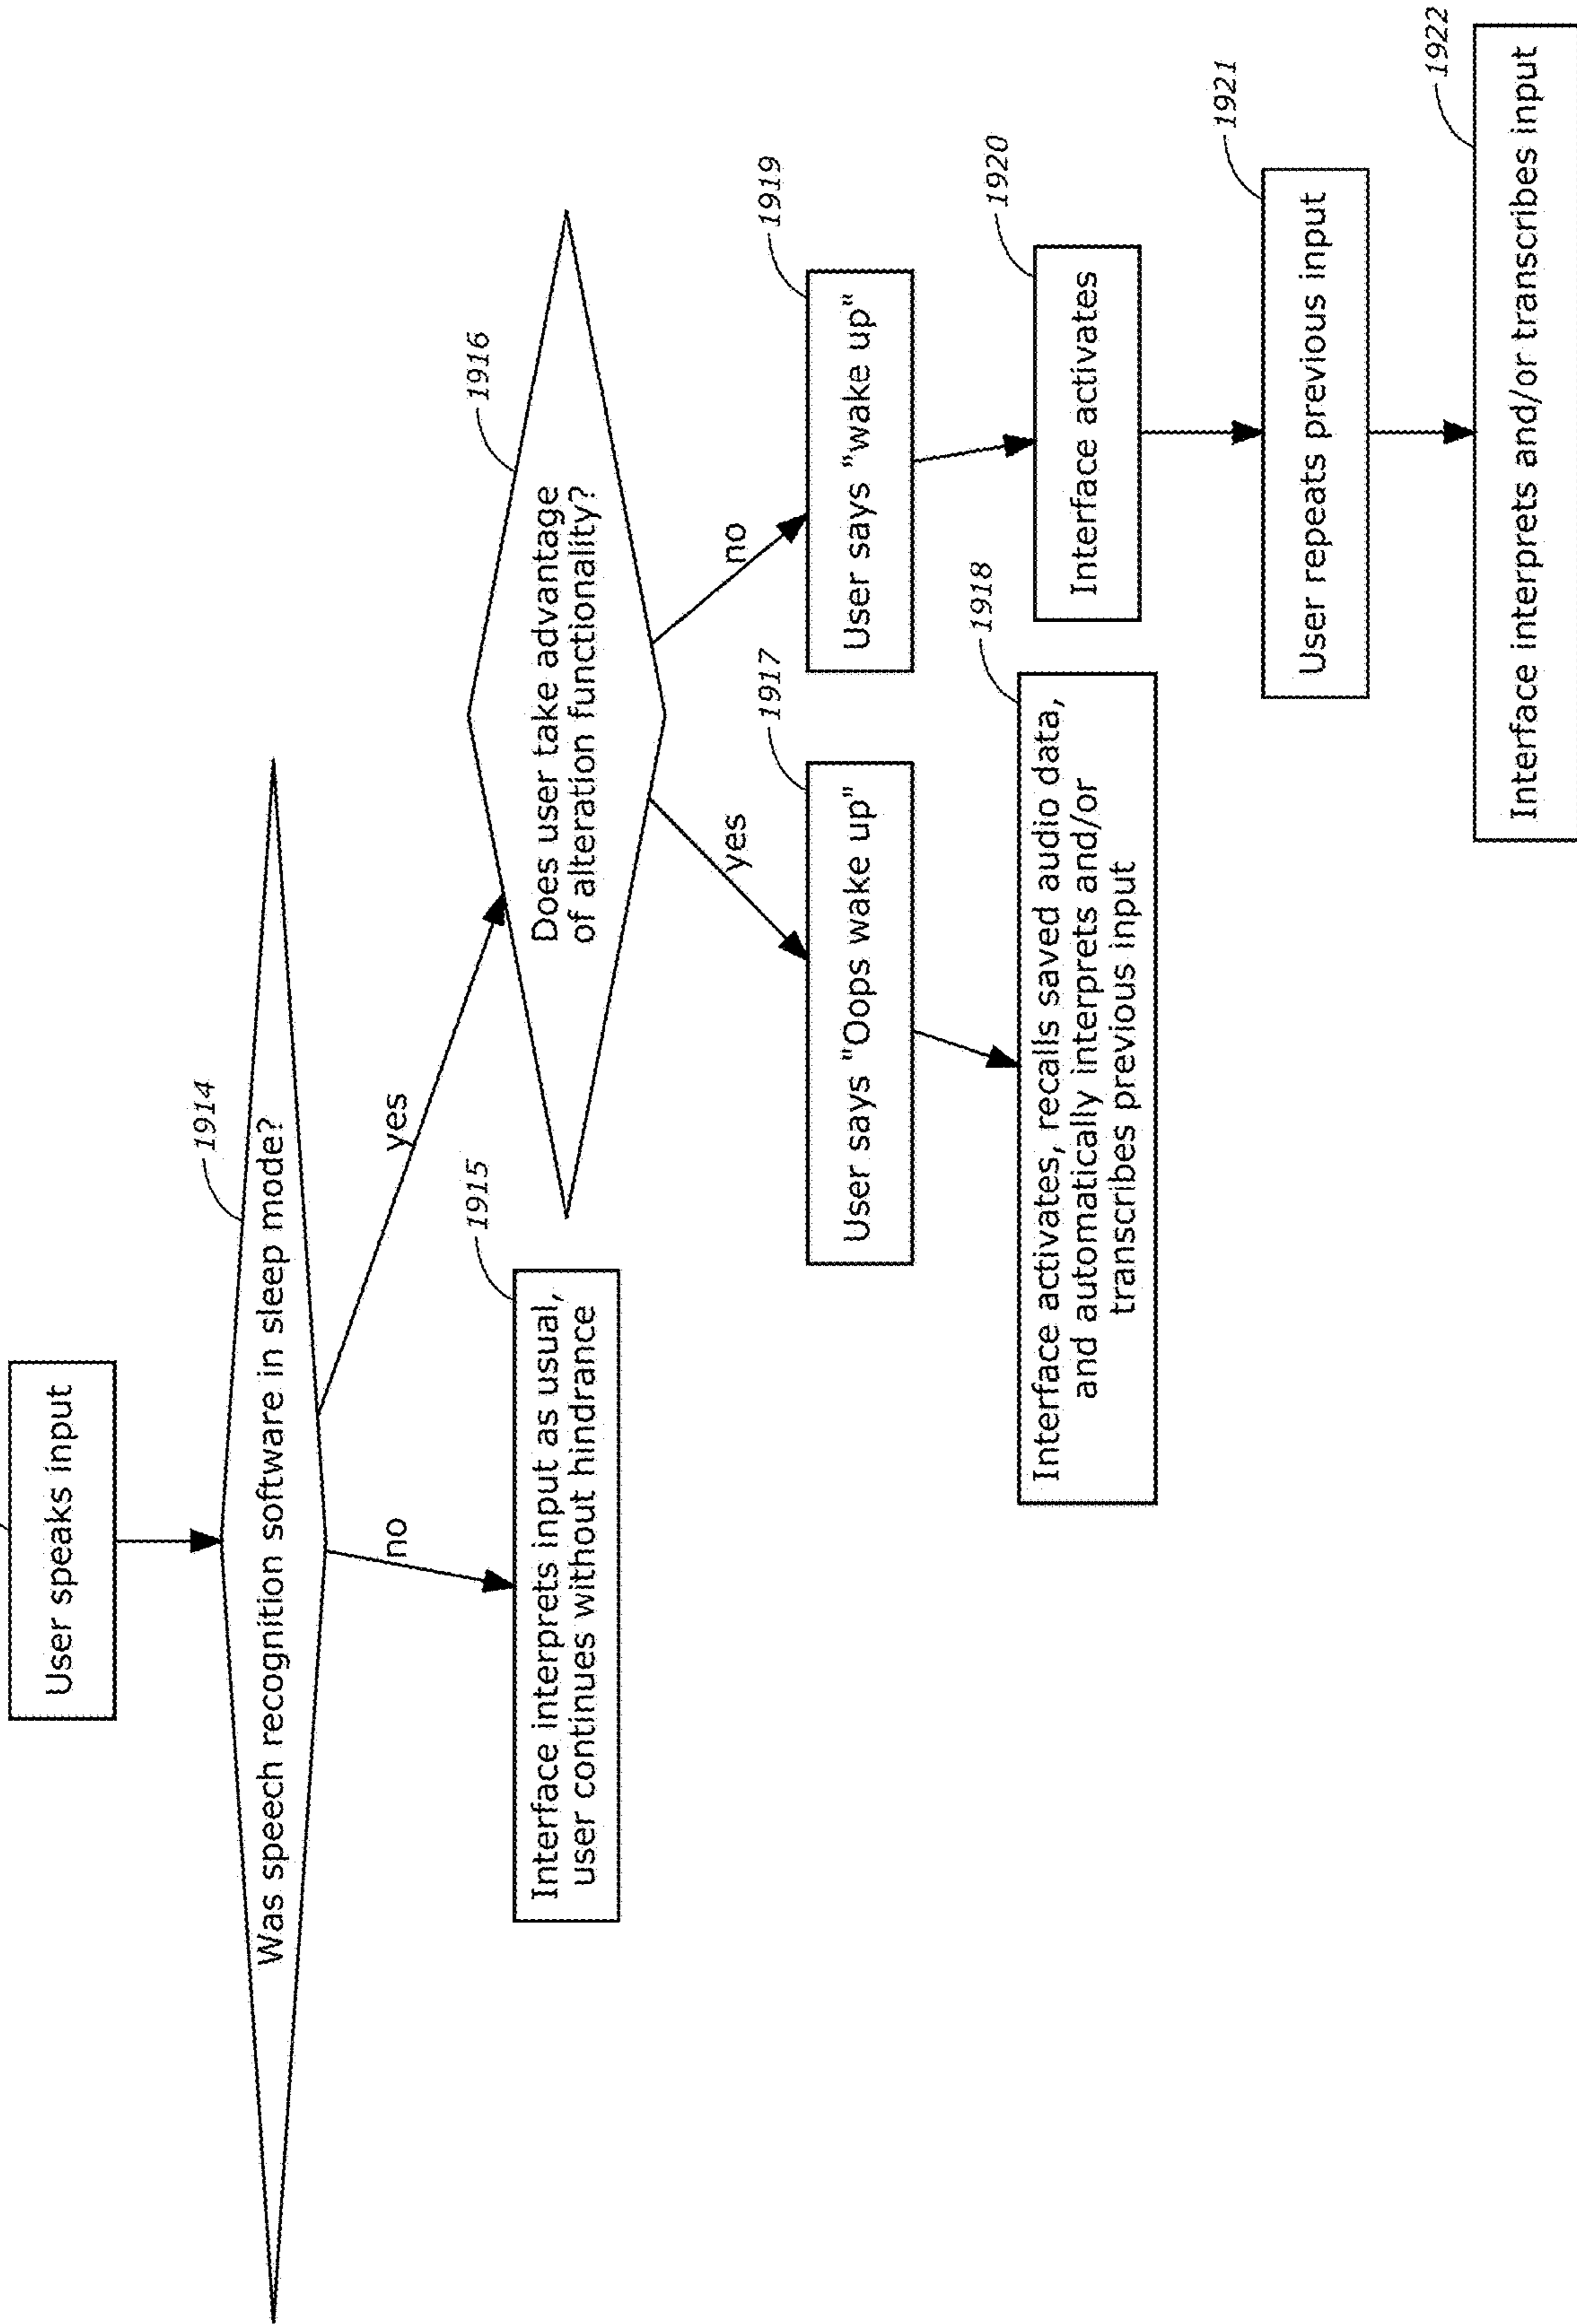 User speaks input
1914
Was speech recognition software in sleep mode?
no
yes
1915
Interface interprets input as usual,
user continues without hindrance
1916
Does user take advantage
of alteration functionality?
yes
no
1917
User says "Oops wake up"
1919
User says "wake up"
1918
Interface activates, recalls saved audio data,
and automatically interprets and/or
transcribes previous input
1920
Interface activates
1921
User repeats previous input
1922
Interface interprets and/or transcribes input